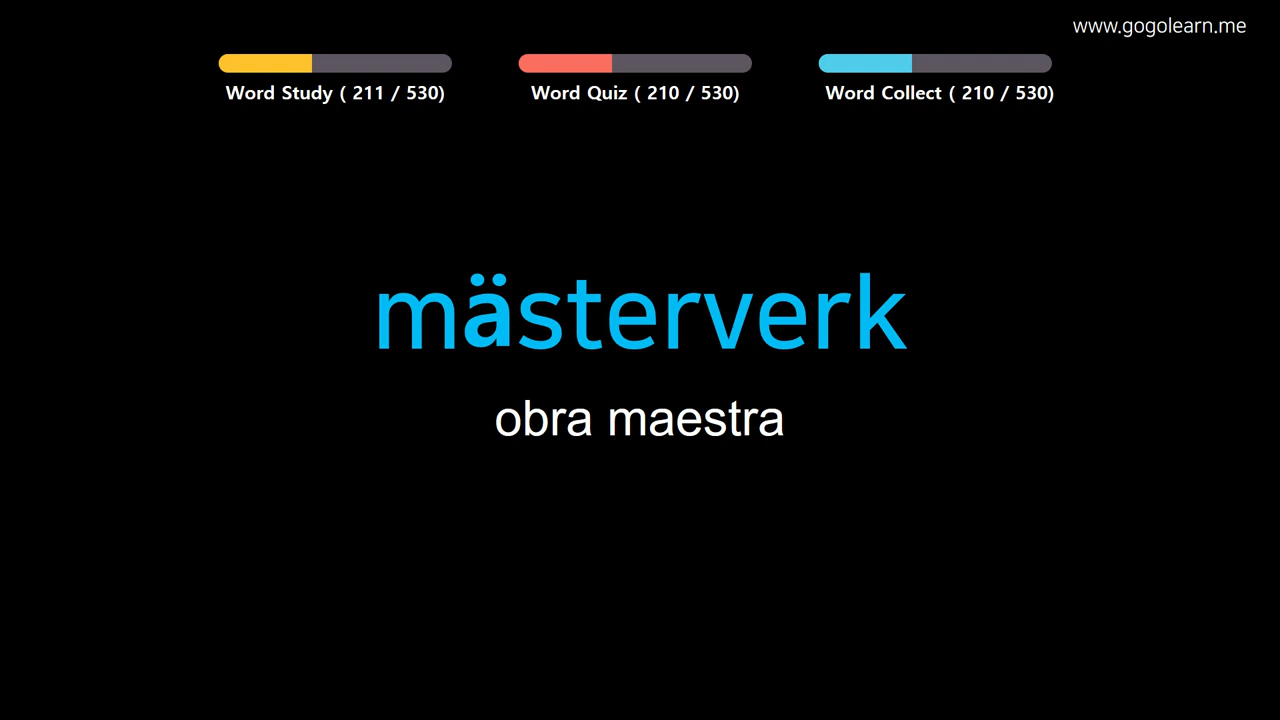 www.gogolearn.me
Word Study ( 211 / 530)
Word Quiz ( 210 / 530)
Word Collect ( 210 / 530)
mästerverk
obra maestra